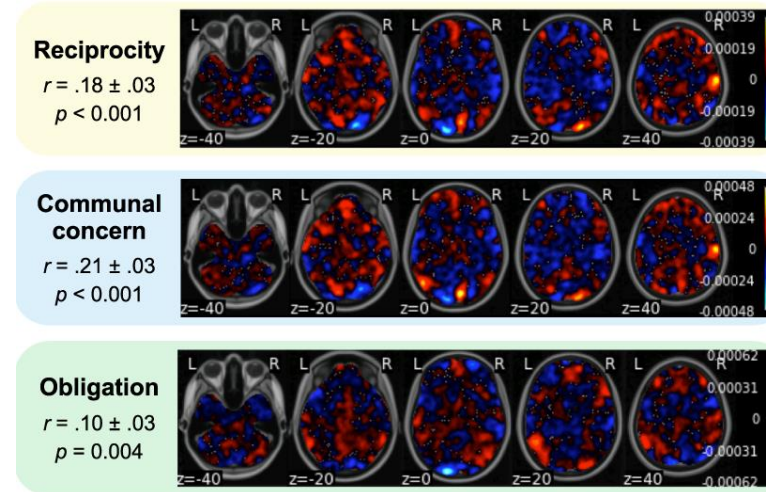 Reciprocity
r = .18 ± .03
p < 0.001
L R L R L R L R L R
z=-40 z=-20 z=0 z=20 z=40
0.00039
0.00019
0
-0.00019
-0.00039
Communal
concern
r = .21 ± .03
p < 0.001
L R L R L R L R L R
z=-40 z=-20 z=0 z=20 z=40
0.00048
0.00024
0
-0.00024
-0.00048
Obligation
r = .10 ± .03
p = 0.004
L R L R L R L R L R
z=-40 z=-20 z=0 z=20 z=40
0.00062
0.00031
0
-0.00031
-0.00062